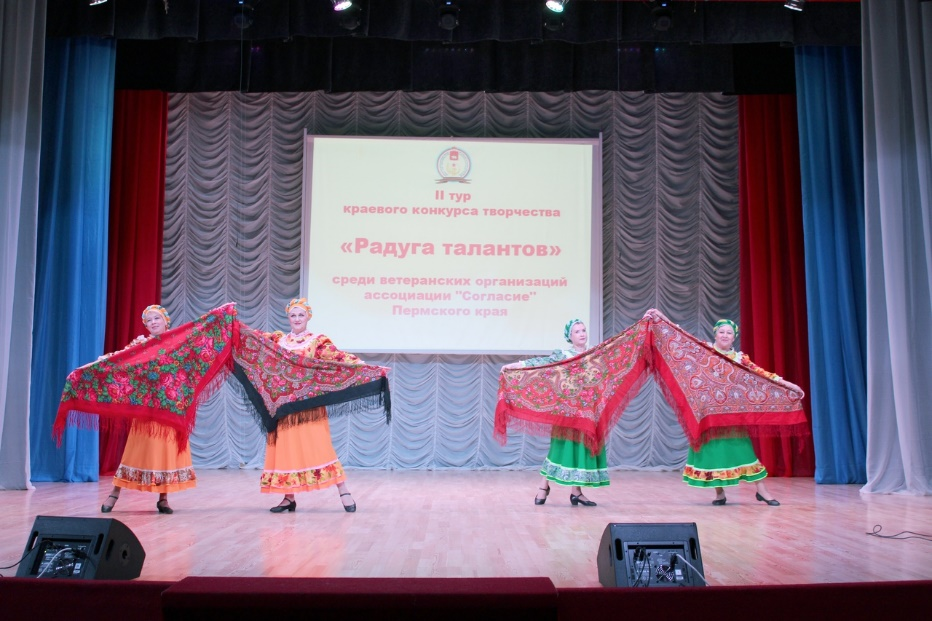 II тур
краевого конкурса творчества
«Радуга талантов»
среди ветеранских организаций
ассоциации "Согласие"
Пермского края